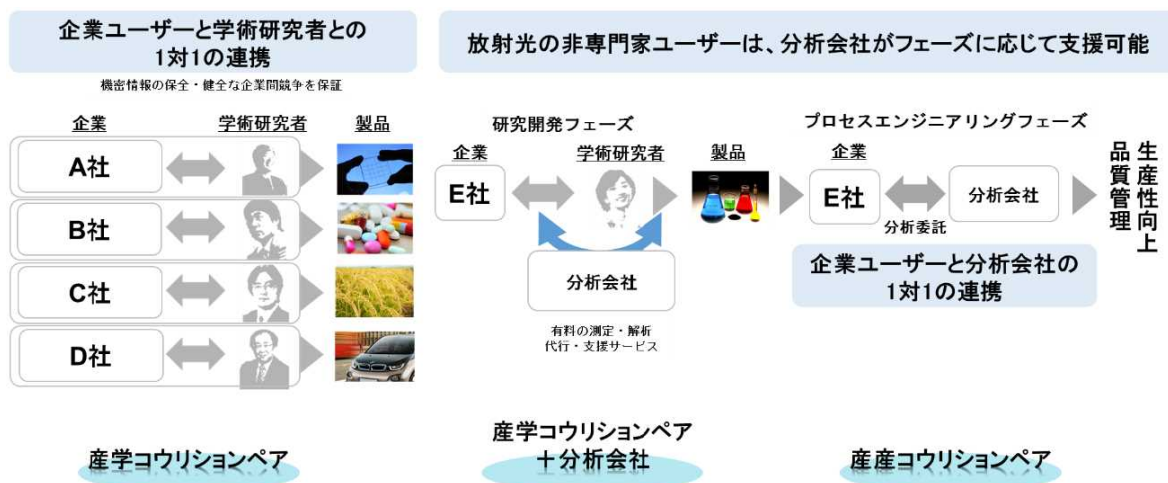 企業ユーザーと学術研究者との
1対1の連携
機密情報の保全・健全な企業間競争を保証
企業
学術研究者
製品
A社
B社
C社
D社
産学コウリションペア
放射光の非専門家ユーザーは、分析会社がフェーズに応じて支援可能
研究開発フェーズ
企業
学術研究者
製品
E社
分析会社
有料の測定・解析
代行・支援サービス
産学コウリションペア
＋分析会社
プロセスエンジニアリングフェーズ
企業
E社
分析会社
分析委託
生産性向上
品質管理
企業ユーザーと分析会社の
1対1の連携
産産コウリションペア